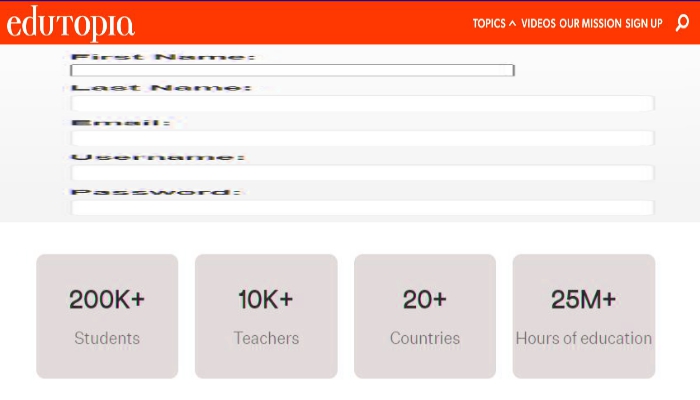 edutopia
TOPICS VIDEOS OUR MISSION SIGN UP
First Name:
Last Name:
Email:
Username:
Password:
200K+ 10K+ 20+ 25M+
Students Teachers Countries Hours of education